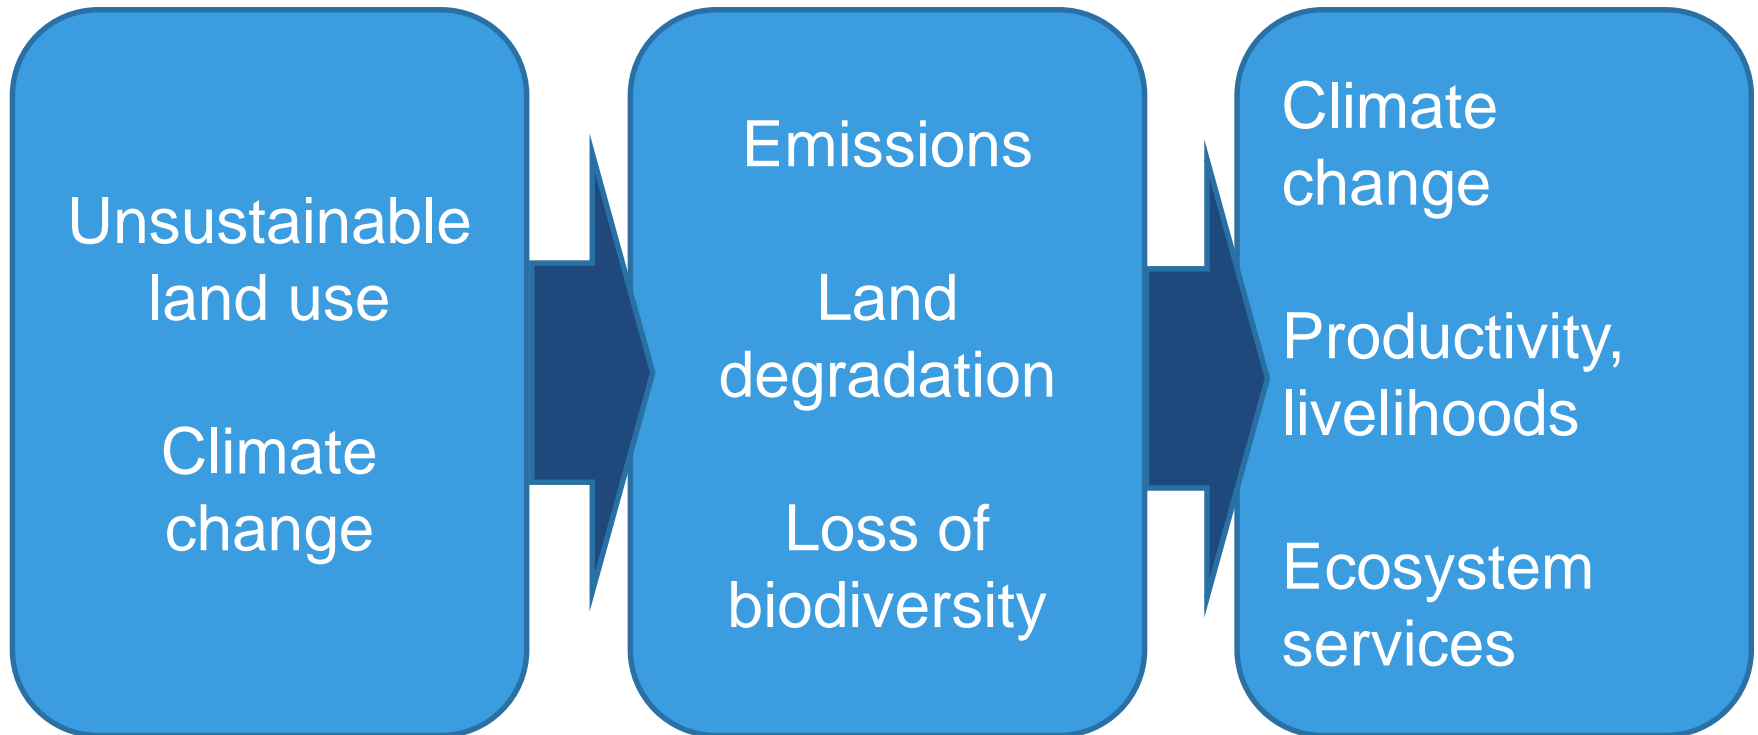 Unsustainable
land use
Climate
change
Emissions
Land
degradation
Loss of
biodiversity
Climate
change
Productivity,
livelihoods
Ecosystem
services